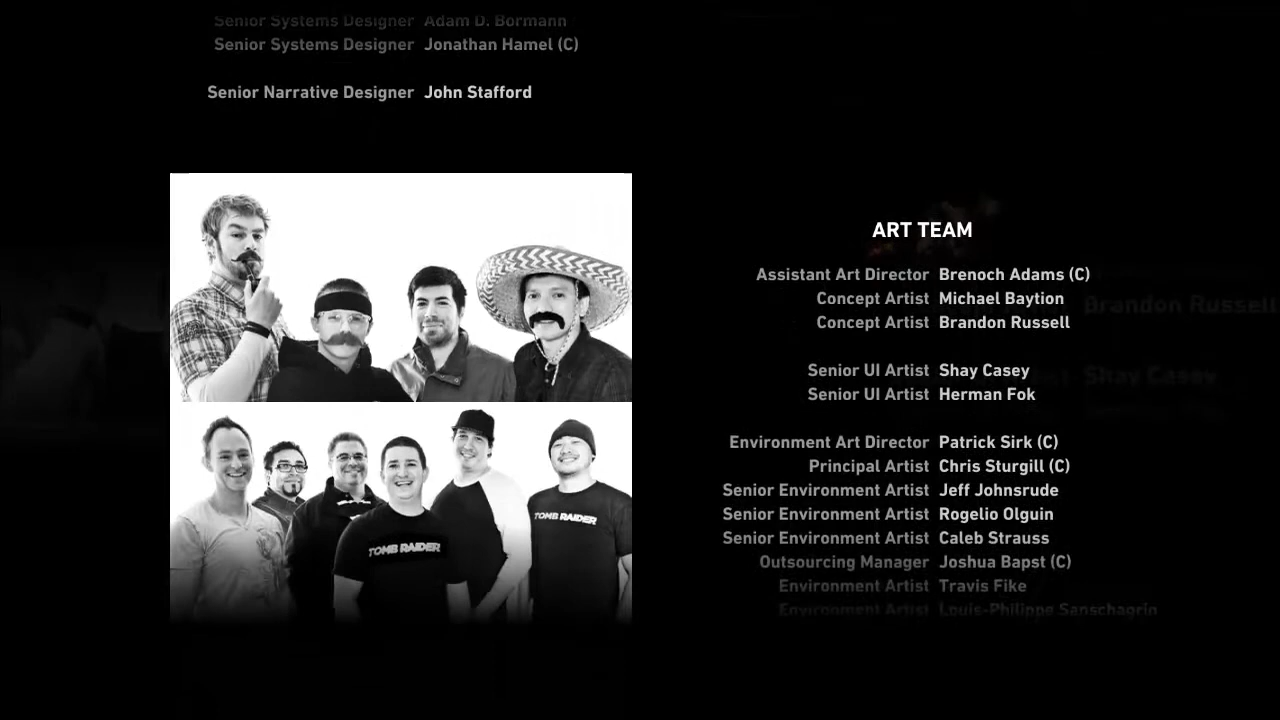 Senior Systems Designer Adam D. Bormann
Senior Systems Designer Jonathan Hamel (C)
Senior Narrative Designer John Stafford
TOMB RAIDER
TOMB RAIDER
ART TEAM
Assistant Art Director Brenoch Adams (C)
Concept Artist Michael Baytion
Concept Artist Brandon Russell
Senior UI Artist Shay Casey
Senior UI Artist Herman Fok
Environment Art Director Patrick Sirk (C)
Principal Artist Chris Sturgill (C)
Senior Environment Artist Jeff Johnsrude
Senior Environment Artist Rogelio Olguin
Senior Environment Artist Caleb Strauss
Outsourcing Manager Joshua Bapst (C)
Environment Artist Travis Fike
Environment Artist Louis-Philippe Sanschagrin
Brandon Russell
Shay Casey